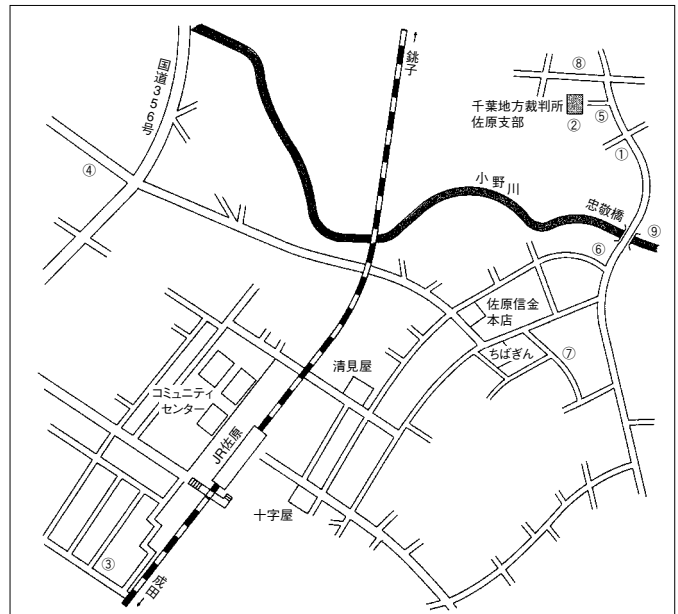 銚子
国道356号
⑧
千葉地方裁判所
佐原支部
②
⑤
①
④
小野川
忠敬橋
⑨
⑥
佐原信金
本店
ちばぎん
⑦
清見屋
コミュニティ
センター
JR佐原
十字屋
③
成田